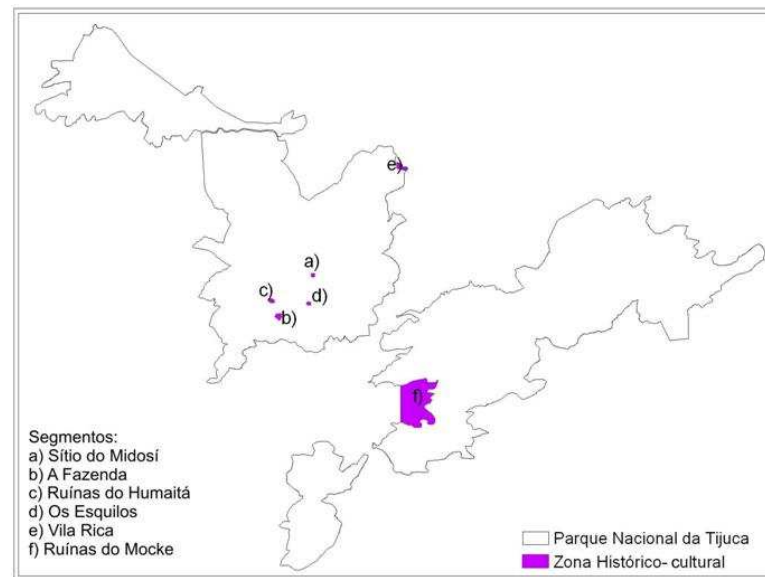 e)
a)
c)
d)
b)
f)
Segmentos:
a) Sítio do Midosí
b) A Fazenda
c) Ruínas do Humaitá
d) Os Esquilos
e) Vila Rica
f) Ruínas do Mocke
Parque Nacional da Tijuca
Zona Histórico- cultural